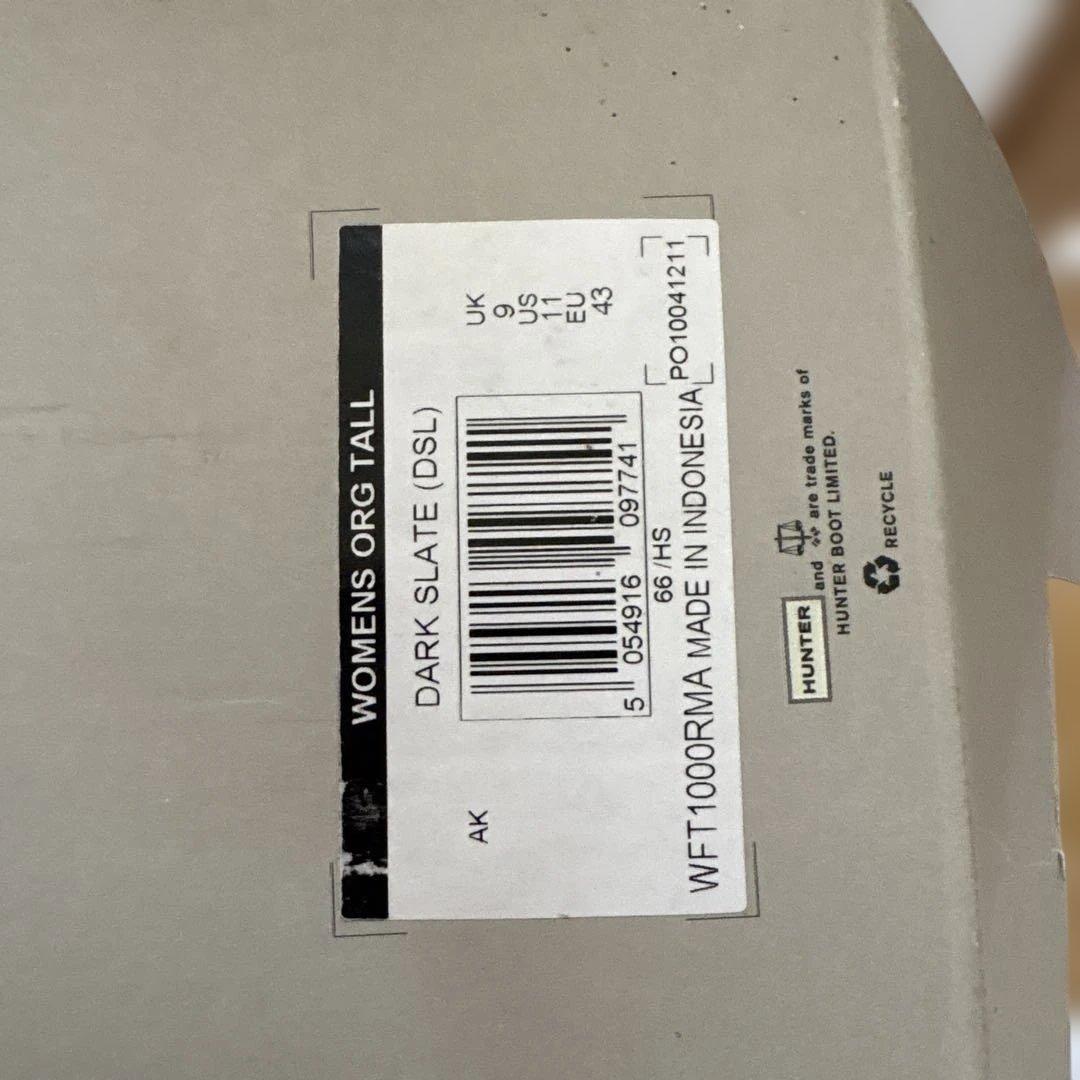 WOMENS ORG TALL
DARK SLATE (DSL)
AK
UK
9
US
11
EU
43
5 054916 097741
66 /HS
WFT1000RMA MADE IN INDONESIA
PO10041211
HUNTER and are trade marks of
HUNTER BOOT LIMITED.
RECYCLE